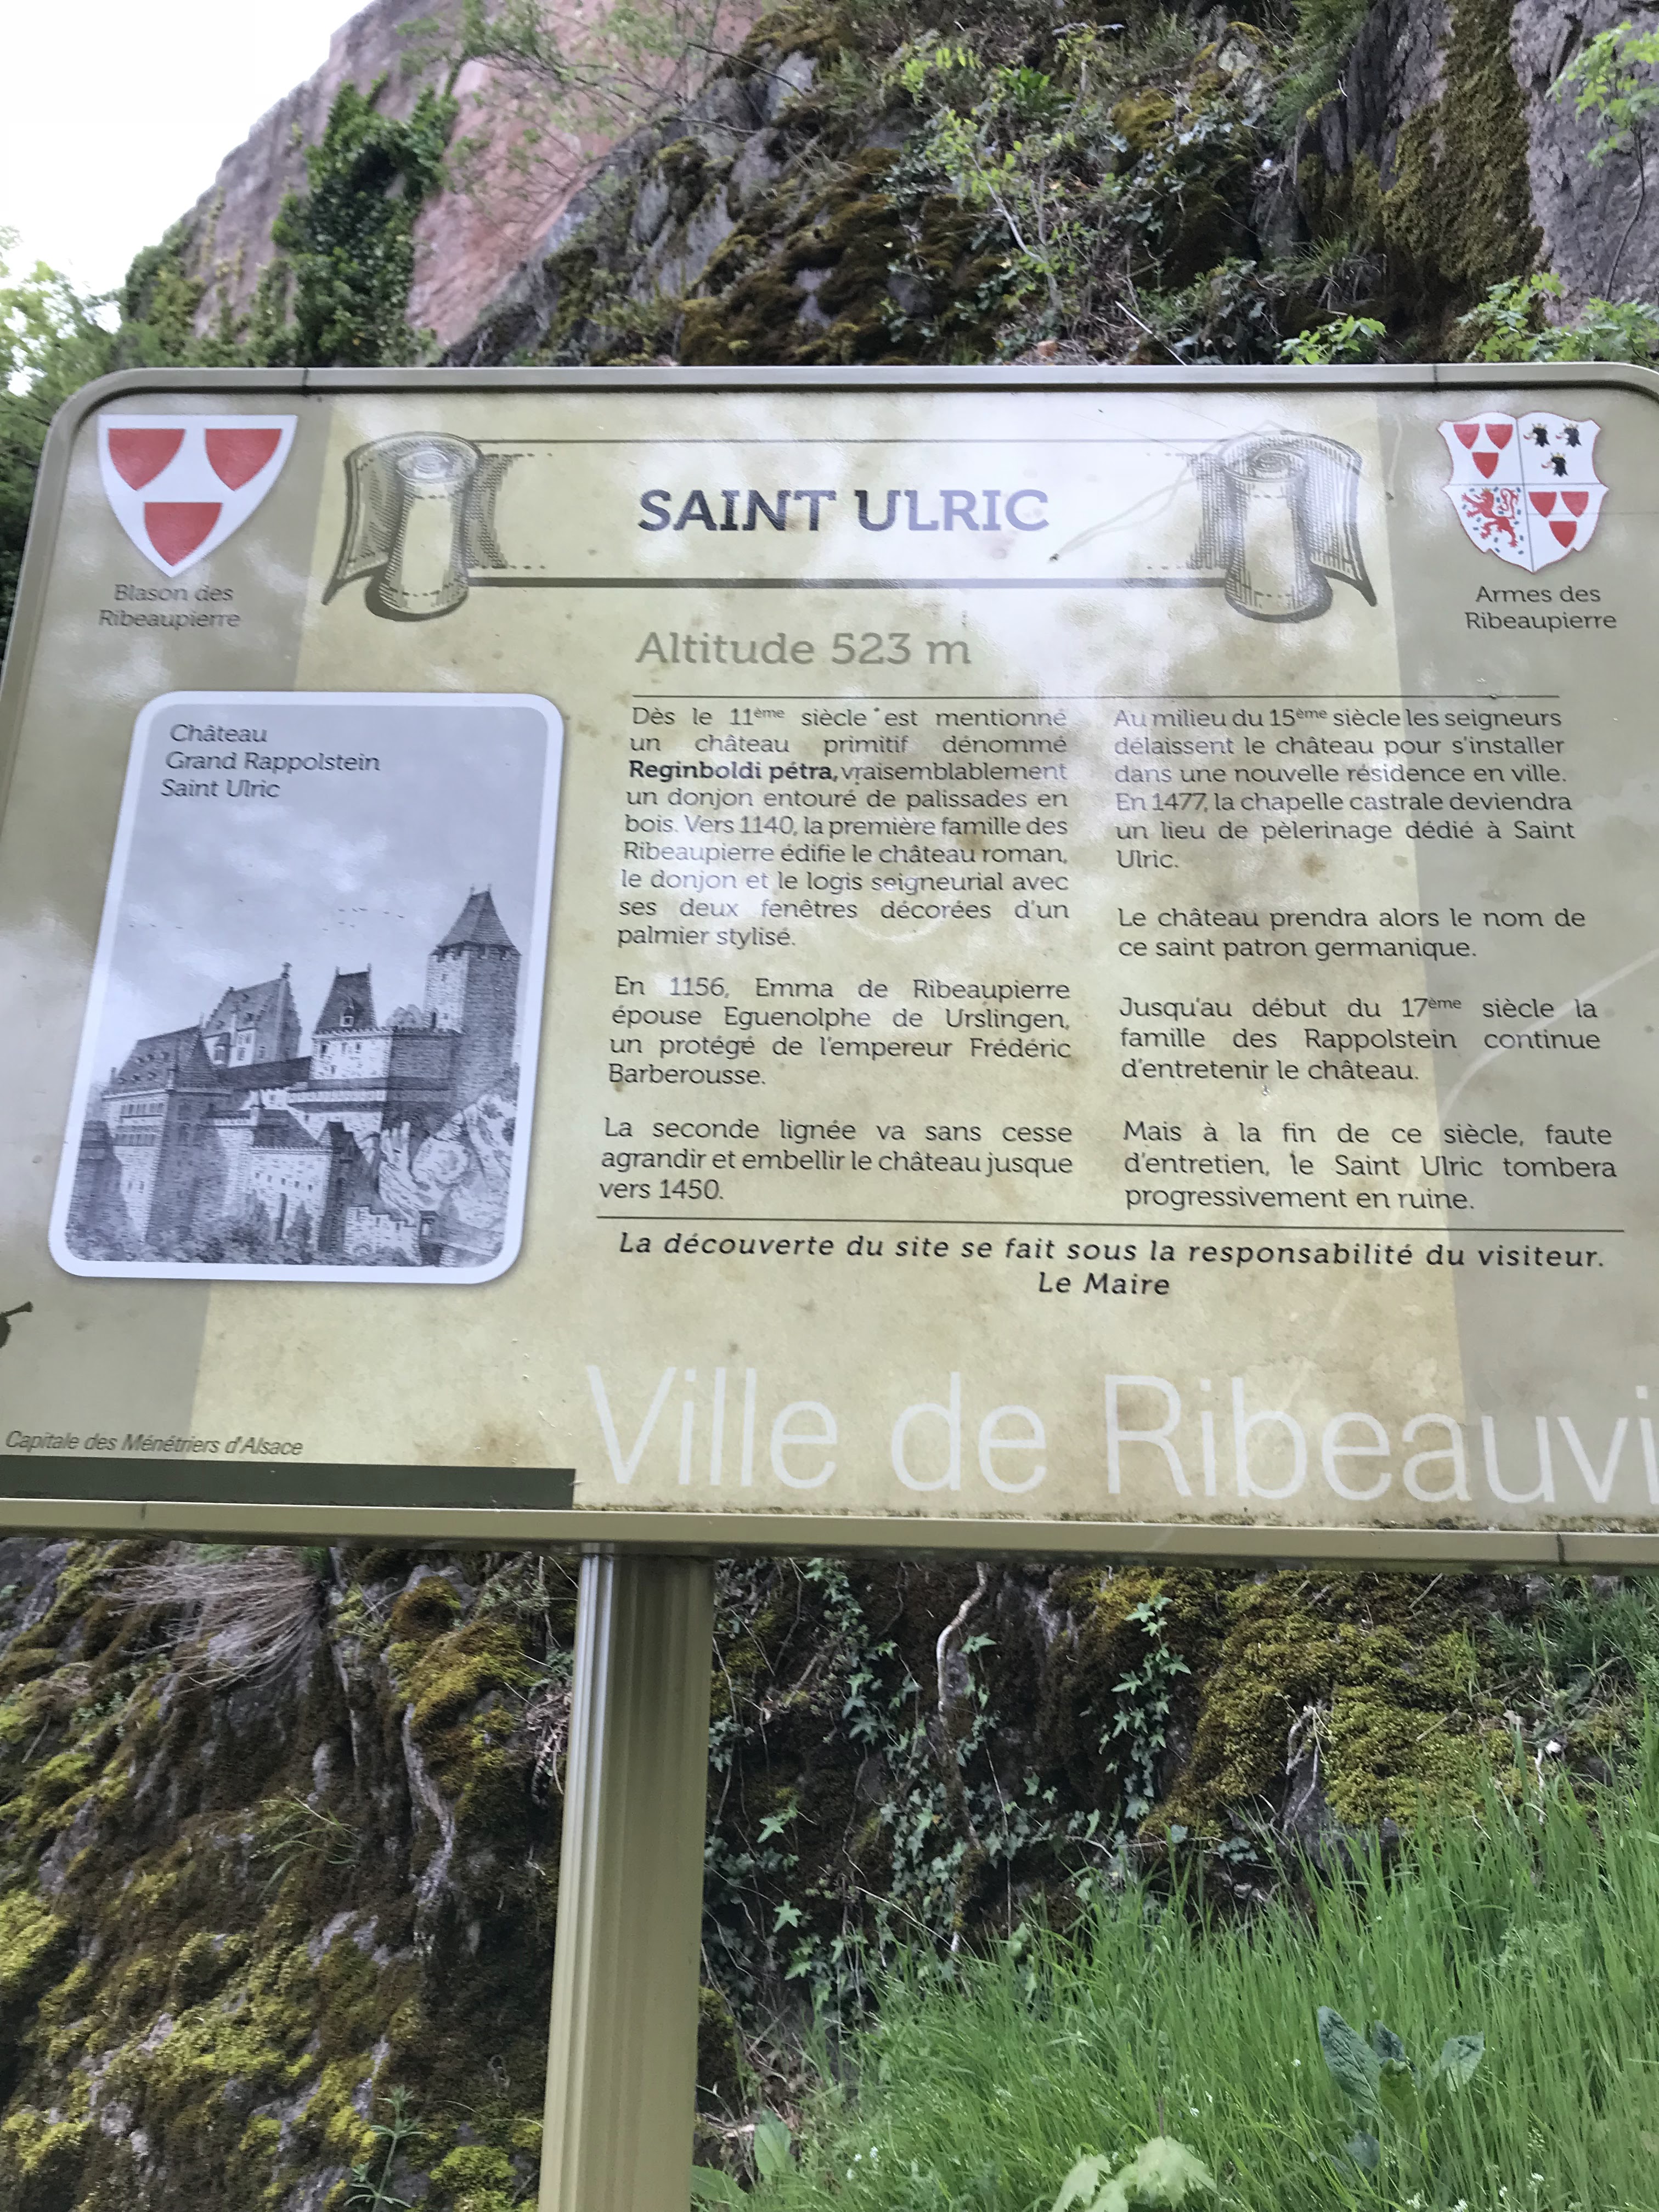 Blason des
Ribeaupierre
SAINT ULRIC
Armes des
Ribeaupierre
Altitude 523 m
Château
Grand Rappolstein
Saint Ulric
Dès le 11ème siècle est mentionné
un château primitif dénommé
Reginboldi pétra, vraisemblablement
un donjon entouré de palissades en
bois. Vers 1140, la première famille des
Ribeaupierre édifie le château roman,
le donjon et le logis seigneurial avec
ses deux fenêtres décorées d'un
palmier stylisé.
En 1156, Emma de Ribeaupierre
épouse Eguenolphe de Urslingen,
un protégé de l'empereur Frédéric
Barberousse.
La seconde lignée va sans cesse
agrandir et embellir le château jusque
vers 1450.
Au milieu du 15ème siècle les seigneurs
délaissent le château pour s'installer
dans une nouvelle résidence en ville.
En 1477, la chapelle castrale deviendra
un lieu de pèlerinage dédié à Saint
Ulric.
Le château prendra alors le nom de
ce saint patron germanique.
Jusqu'au début du 17ème siècle la
famille des Rappolstein continue
d'entretenir le château.
Mais à la fin de ce siècle, faute
d'entretien, le Saint Ulric tombera
progressivement en ruine.
La découverte du site se fait sous la responsabilité du visiteur.
Le Maire
Capitale des Ménétriers d'Alsace
Ville de Ribeauvi